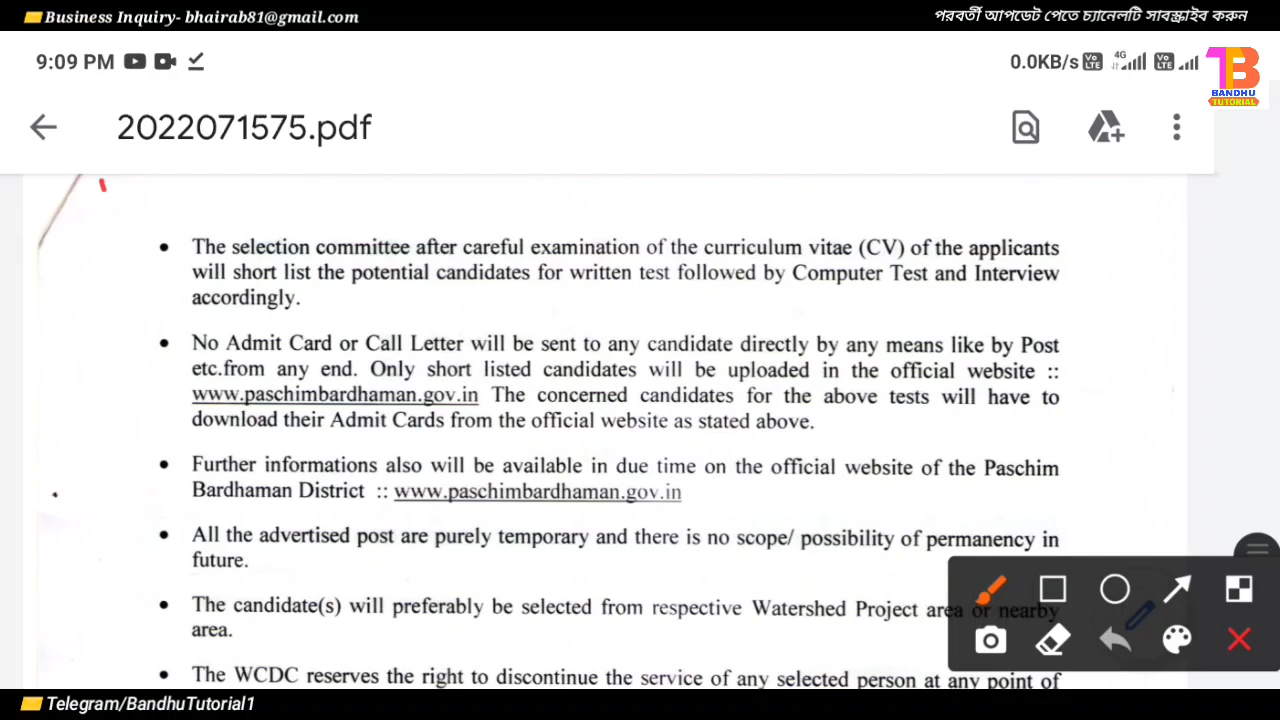 Business Inquiry- bhairab81@gmail.com
পরবর্তী আপডেট পেতে চ্যানেলটি সাবস্ক্রাইব করুন
9:09 PM
0.0KB/s Vo LTE 4G Vo LTE
TB
BANDHU
TUTORIAL
2022071575.pdf
• The selection committee after careful examination of the curriculum vitae (CV) of the applicants
will short list the potential candidates for written test followed by Computer Test and Interview
accordingly.
• No Admit Card or Call Letter will be sent to any candidate directly by any means like by Post
etc.from any end. Only short listed candidates will be uploaded in the official website ::
www.paschimbardhaman.gov.in The concerned candidates for the above tests will have to
download their Admit Cards from the official website as stated above.
• Further informations also will be available in due time on the official website of the Paschim
Bardhaman District :: www.paschimbardhaman.gov.in
• All the advertised post are purely temporary and there is no scope/ possibility of permanency in
future.
• The candidate(s) will preferably be selected from respective Watershed Project area or nearby
area.
• The WCDC reserves the right to discontinue the service of any selected person at any point of
Telegram/BandhuTutorial1